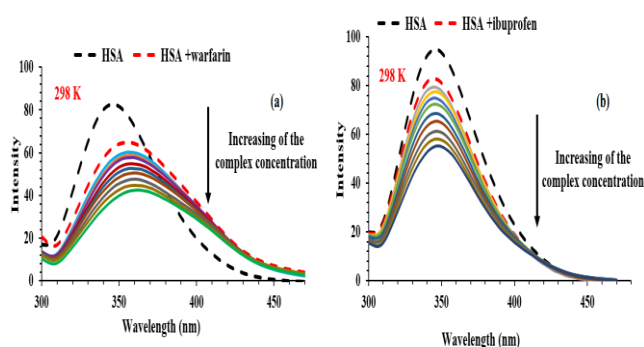 HSA HSA +warfarin
298 K
(a)
Increasing of the
complex concentration
Intensity
100
80
60
40
20
0
300 350 400 450
Wavelength (nm)
HSA HSA +ibuprofen
298 K
(b)
Increasing of the
complex concentration
Intensity
100
80
60
40
20
0
300 350 400 450 500
Wavelength (nm)